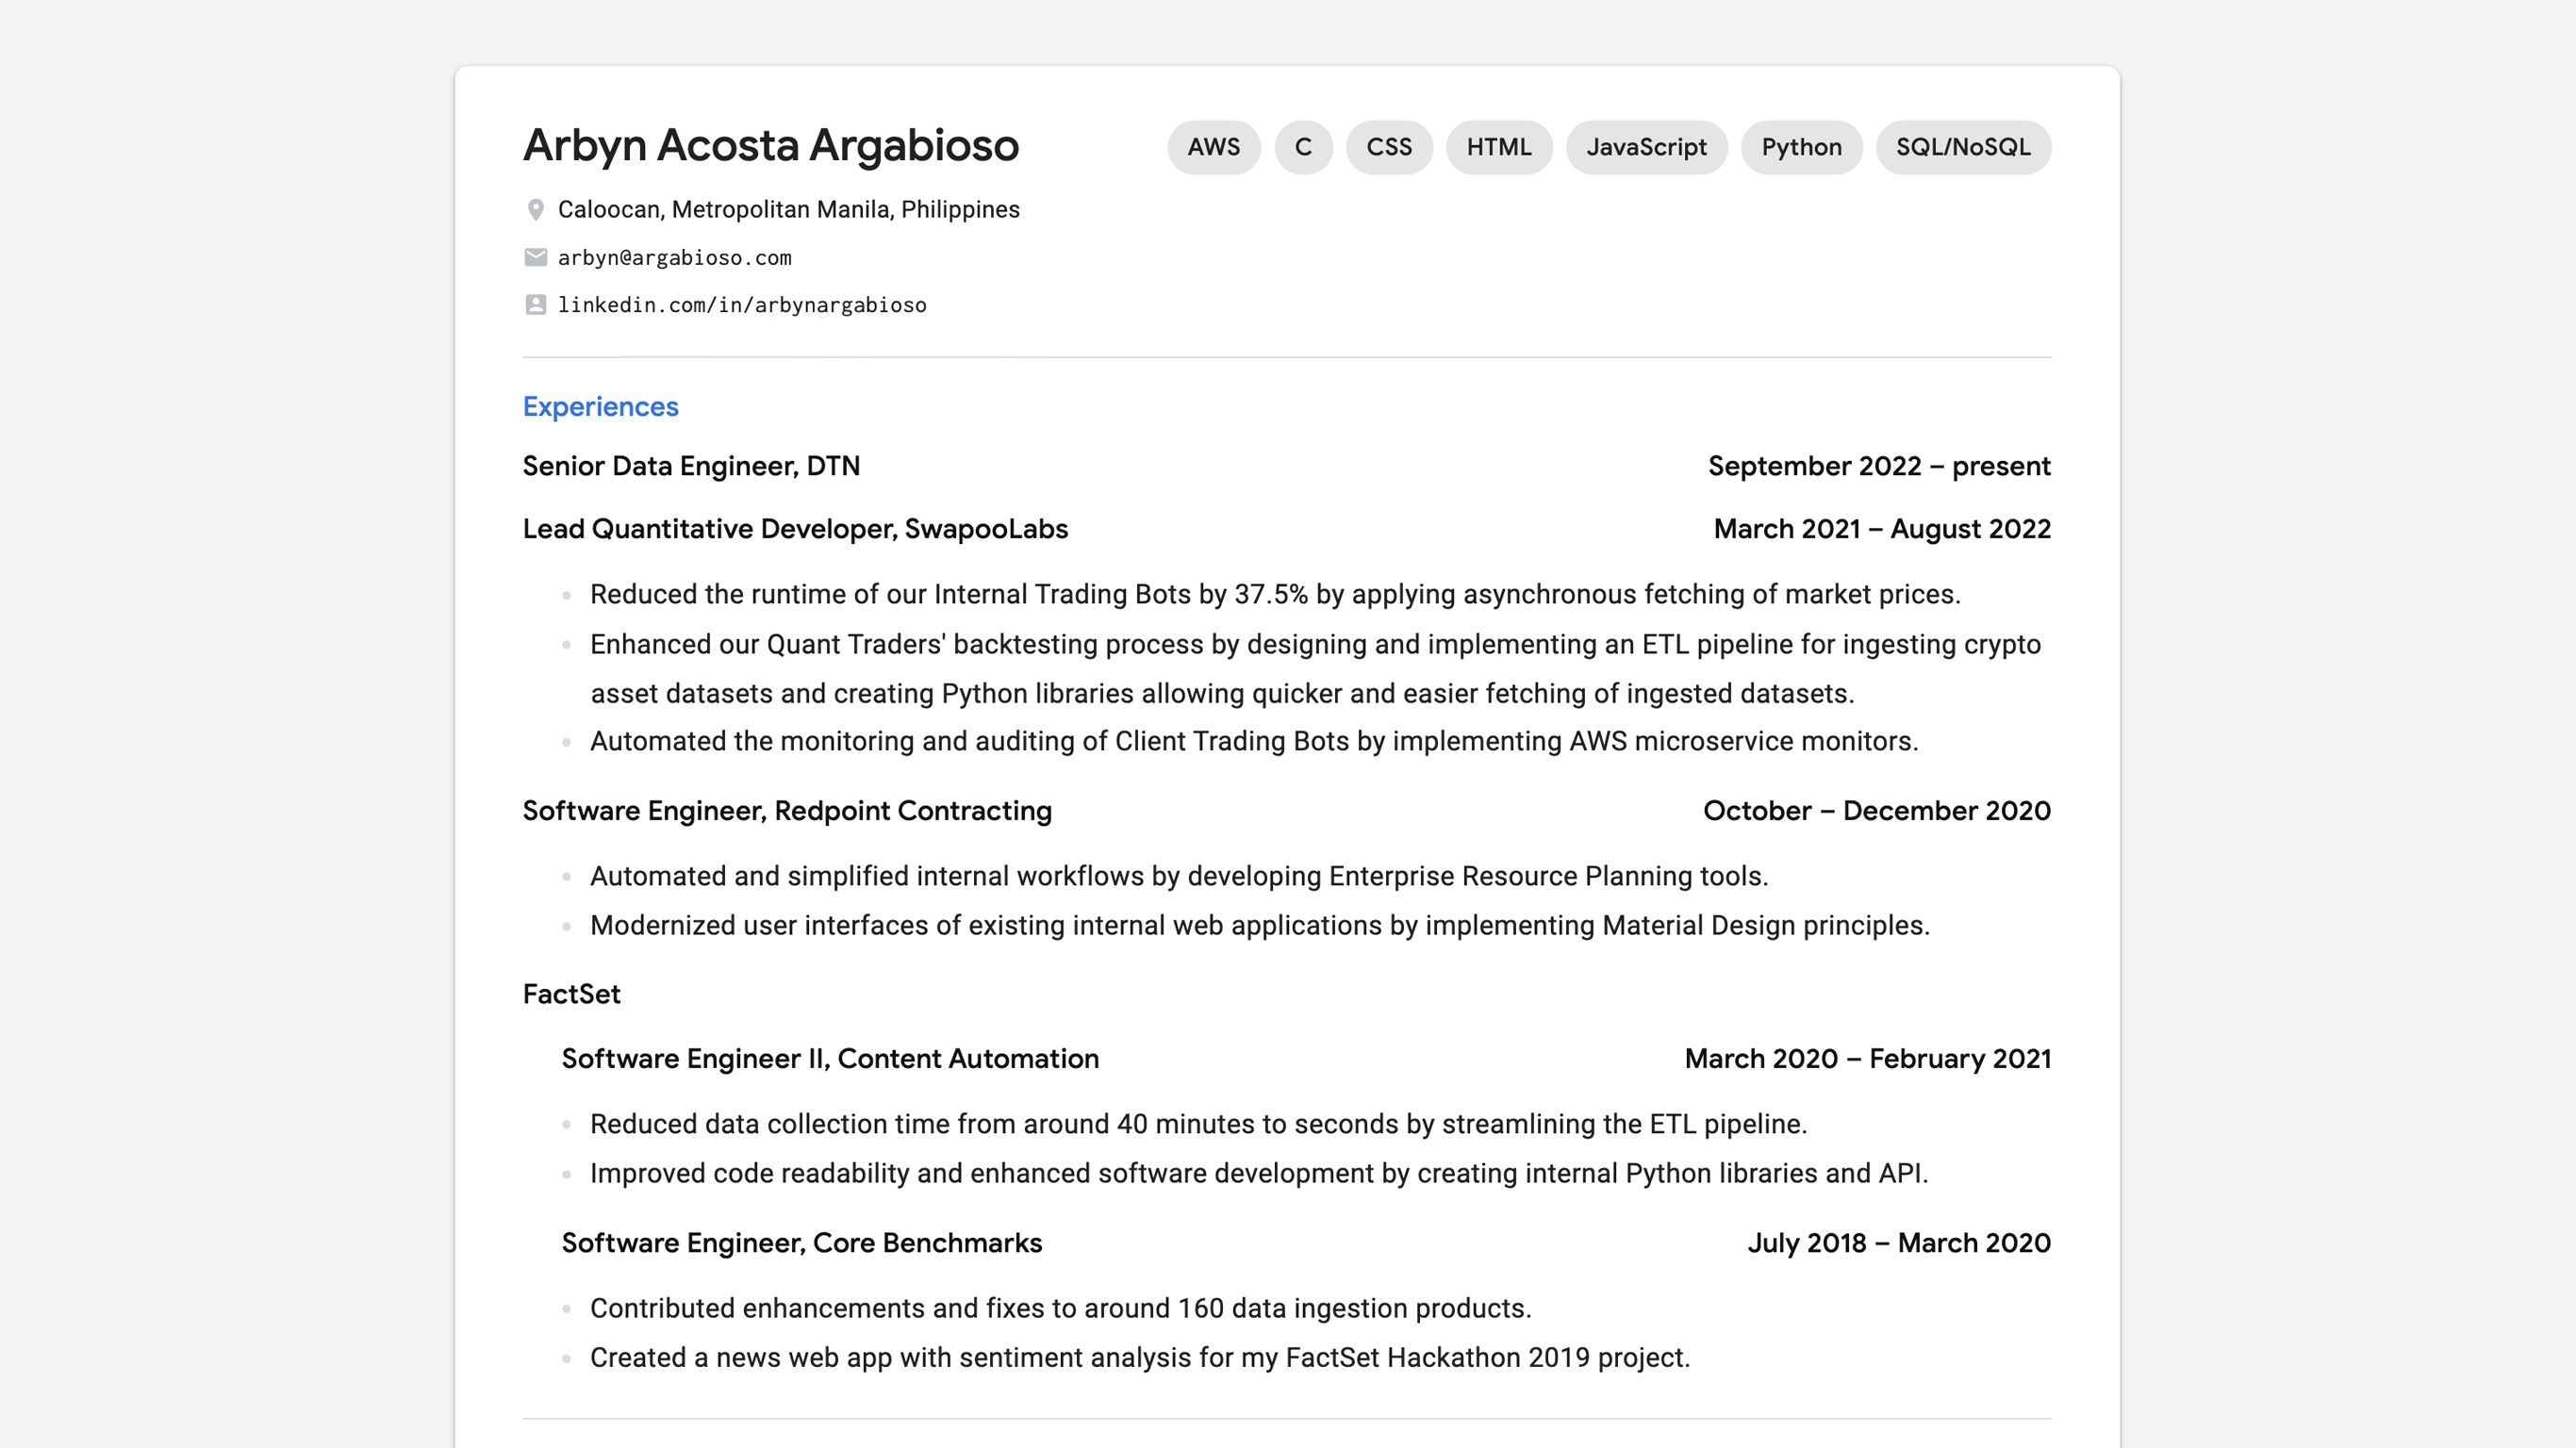 Arbyn Acosta Argabioso
AWS C CSS HTML JavaScript Python SQL/NoSQL
Caloocan, Metropolitan Manila, Philippines
arbyn@argabioso.com
linkedin.com/in/arbynargabioso
Experiences
Senior Data Engineer, DTN September 2022 – present
Lead Quantitative Developer, SwapooLabs March 2021 – August 2022
Reduced the runtime of our Internal Trading Bots by 37.5% by applying asynchronous fetching of market prices.
Enhanced our Quant Traders' backtesting process by designing and implementing an ETL pipeline for ingesting crypto
asset datasets and creating Python libraries allowing quicker and easier fetching of ingested datasets.
Automated the monitoring and auditing of Client Trading Bots by implementing AWS microservice monitors.
Software Engineer, Redpoint Contracting October – December 2020
Automated and simplified internal workflows by developing Enterprise Resource Planning tools.
Modernized user interfaces of existing internal web applications by implementing Material Design principles.
FactSet
Software Engineer II, Content Automation March 2020 – February 2021
Reduced data collection time from around 40 minutes to seconds by streamlining the ETL pipeline.
Improved code readability and enhanced software development by creating internal Python libraries and API.
Software Engineer, Core Benchmarks July 2018 – March 2020
Contributed enhancements and fixes to around 160 data ingestion products.
Created a news web app with sentiment analysis for my FactSet Hackathon 2019 project.